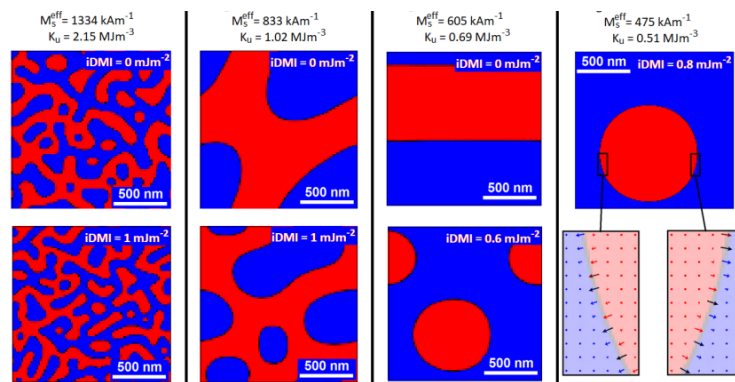 M_s^eff = 1334 kAm⁻¹
K_u = 2.15 MJm⁻³
iDMI = 0 mJm⁻²
500 nm
iDMI = 1 mJm⁻²
500 nm
M_s^eff = 833 kAm⁻¹
K_u = 1.02 MJm⁻³
iDMI = 0 mJm⁻²
500 nm
iDMI = 1 mJm⁻²
500 nm
M_s^eff = 605 kAm⁻¹
K_u = 0.69 MJm⁻³
iDMI = 0 mJm⁻²
500 nm
iDMI = 0.6 mJm⁻²
500 nm
M_s^eff = 475 kAm⁻¹
K_u = 0.51 MJm⁻³
500 nm
iDMI = 0.8 mJm⁻²